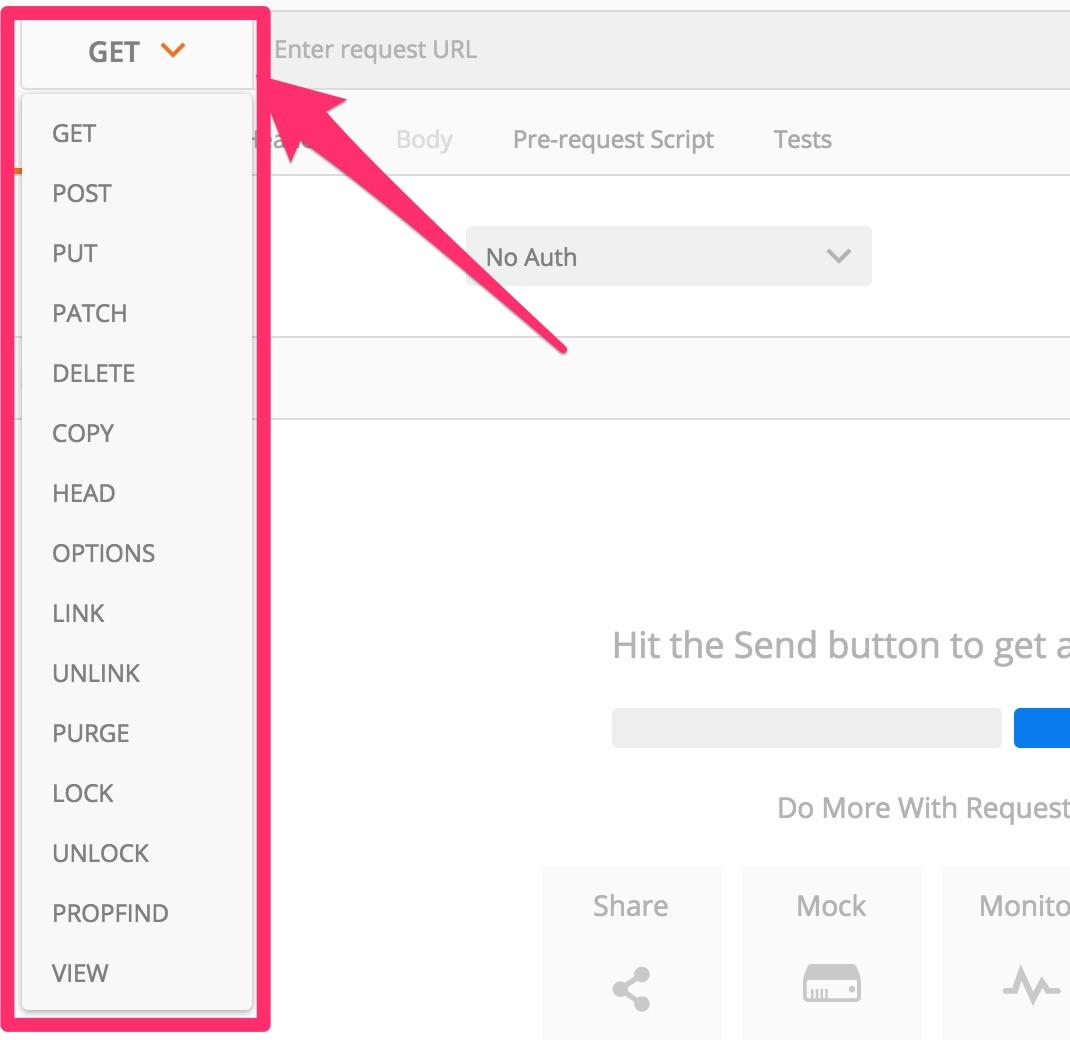 GET
Enter request URL
GET
Body
Pre-request Script
Tests
POST
PUT
No Auth
PATCH
DELETE
COPY
HEAD
OPTIONS
LINK
Hit the Send button to get a
UNLINK
PURGE
LOCK
Do More With Request
UNLOCK
Share
Mock
Monito
PROPFIND
VIEW